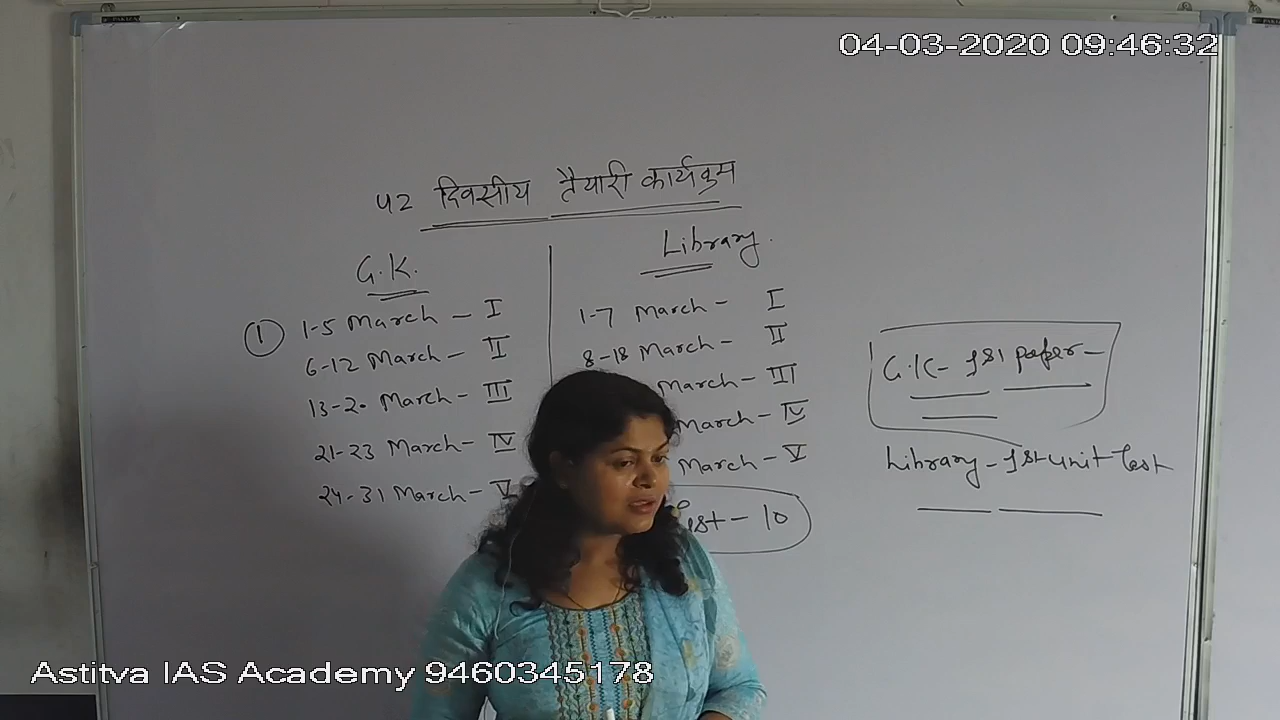 04-03-2020 09:46:32
42 दिवसीय तैयारी कार्यक्रम
G.K.
① 1-5 March - I
6-12 March - II
13-20 March - III
21-23 March - IV
24-31 March - V
Library.
1-7 March - I
8-18 March - II
March - III
March - IV
March - V
- 10
G.K - 1st paper -
Library - 1st unit test
Astitva IAS Academy 9460345178